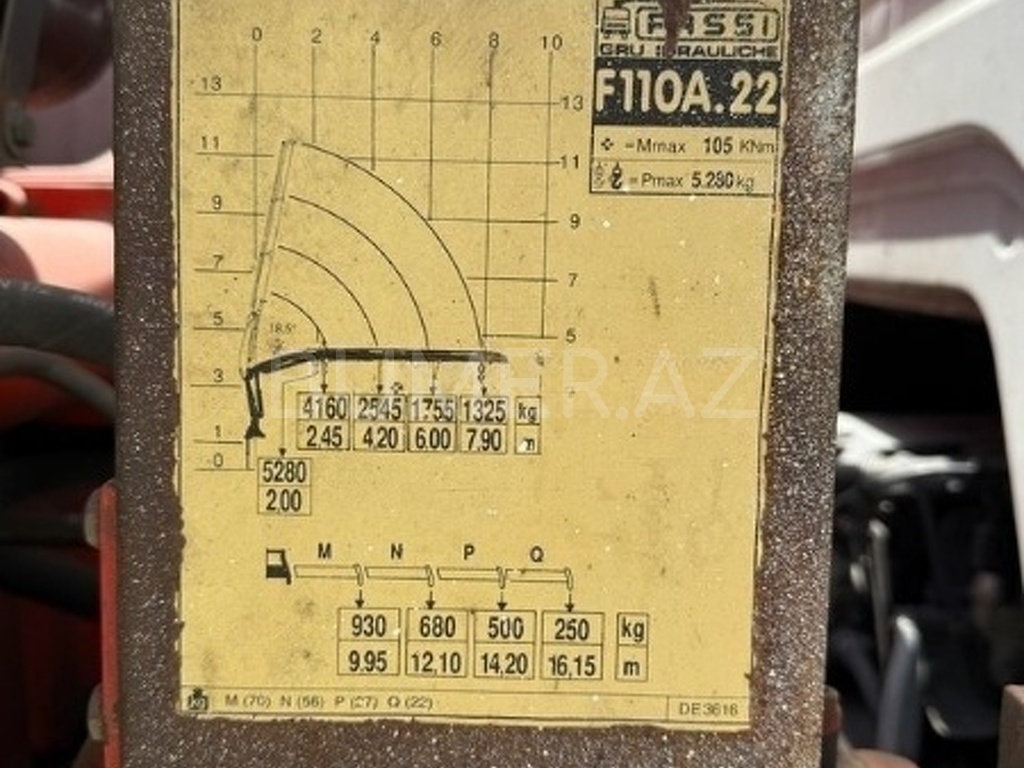 FASSI
GRU IDRAULICHE
F110A.22
=Mmax 105 KNm
=Pmax 5.280 kg
0 2 4 6 8 10
13 13
11 11
9 9
7 7
5 5
3
1
0
18.5°
4160 2545 1755 1325 kg
2.45 4.20 6.00 7.90 m
5280
2.00
M N P Q
930 680 500 250 kg
9.95 12,10 14,20 16,15 m
kg M (70) N (56) Q (22)
DE3616
DUMER.AZ